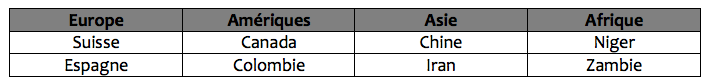 Europe Amériques Asie Afrique
Suisse Canada Chine Niger
Espagne Colombie Iran Zambie